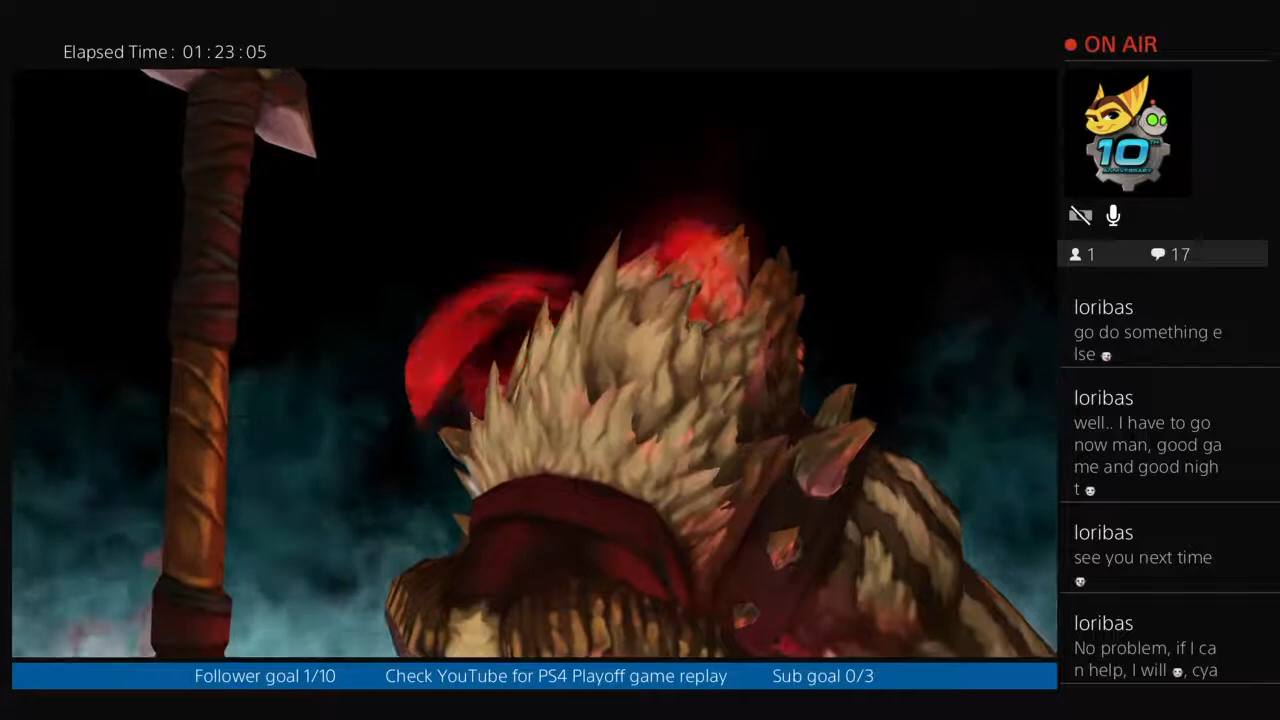 Elapsed Time: 01:23:05
ON AIR
10TH
ANNIVERSARY
1
17
loribas
go do something e
lse
loribas
well.. I have to go
now man, good ga
me and good nigh
t
loribas
see you next time
loribas
No problem, if I ca
n help, I will , cya
Follower goal 1/10
Check YouTube for PS4 Playoff game replay
Sub goal 0/3